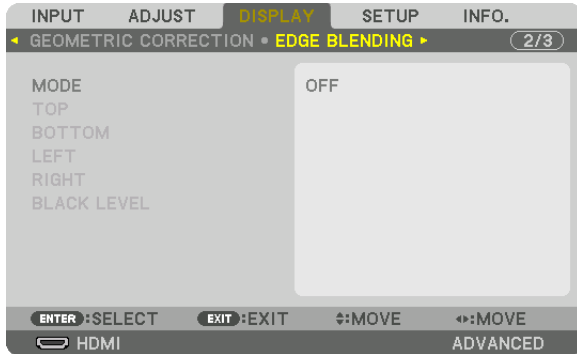 INPUT ADJUST DISPLAY SETUP INFO.
GEOMETRIC CORRECTION • EDGE BLENDING 2/3
MODE OFF
TOP
BOTTOM
LEFT
RIGHT
BLACK LEVEL
ENTER :SELECT EXIT :EXIT :MOVE :MOVE
HDMI ADVANCED